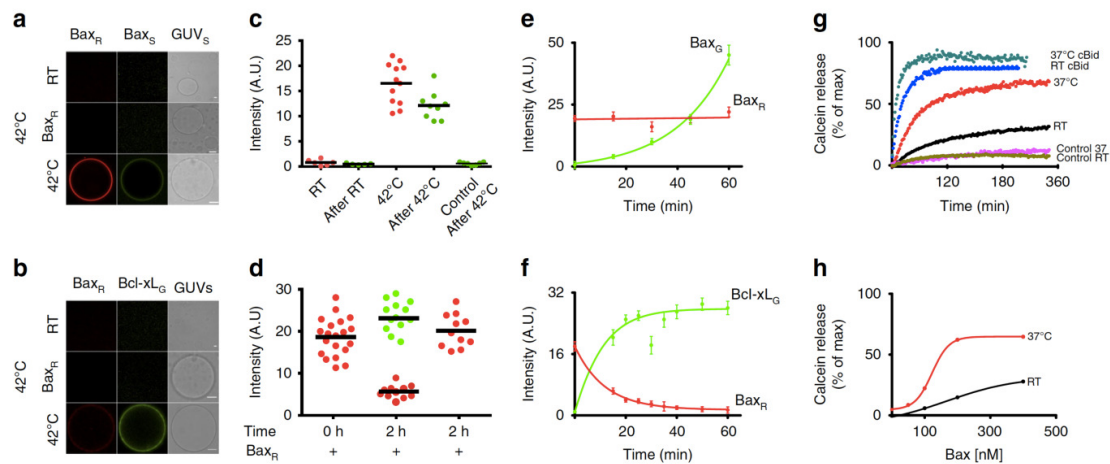 a
Bax_R Bax_S GUV_S
RT
42°C
Bax_R
42°C
b
Bax_R Bcl-xL_G GUVs
RT
42°C
Bax_R
42°C
c
Intensity (A.U.)
25
20
15
10
5
0
RT
After RT
42°C
After 42°C
Control
After 42°C
d
Intensity (A.U)
30
20
10
0
Time 0 h 2 h 2 h
Bax_R + + +
e
Intensity (A.U.)
50
25
0
Bax_G
Bax_R
0 20 40 60
Time (min)
f
Intensity (A.U.)
32
16
0
Bcl-xL_G
Bax_R
0 20 40 60
Time (min)
g
Calcein release
(% of max)
100
50
0
37°C cBid
RT cBid
37°C
RT
Control 37.
Control RT
120 180 360
Time (min)
h
Calcein release
(% of max)
100
50
0
37°C
RT
100 300 500
Bax [nM]